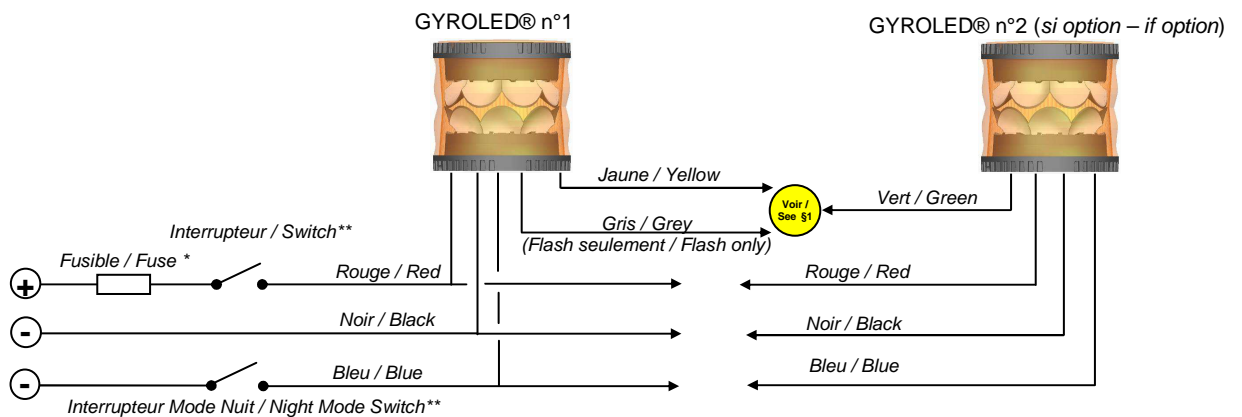 GYROLED® n°1
GYROLED® n°2 (si option – if option)
Jaune / Yellow
Voir /
See §1
Vert / Green
Gris / Grey
(Flash seulement / Flash only)
Interrupteur / Switch**
Fusible / Fuse *
Rouge / Red
Rouge / Red
+
Noir / Black
Noir / Black
-
Bleu / Blue
Bleu / Blue
-
Interrupteur Mode Nuit / Night Mode Switch**